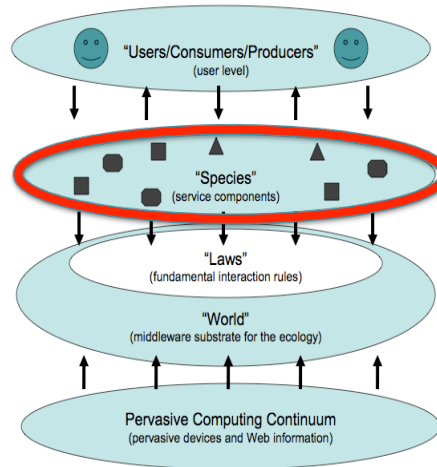 “Users/Consumers/Producers”
(user level)
“Species”
(service components)
“Laws”
(fundamental interaction rules)
“World”
(middleware substrate for the ecology)
Pervasive Computing Continuum
(pervasive devices and Web information)